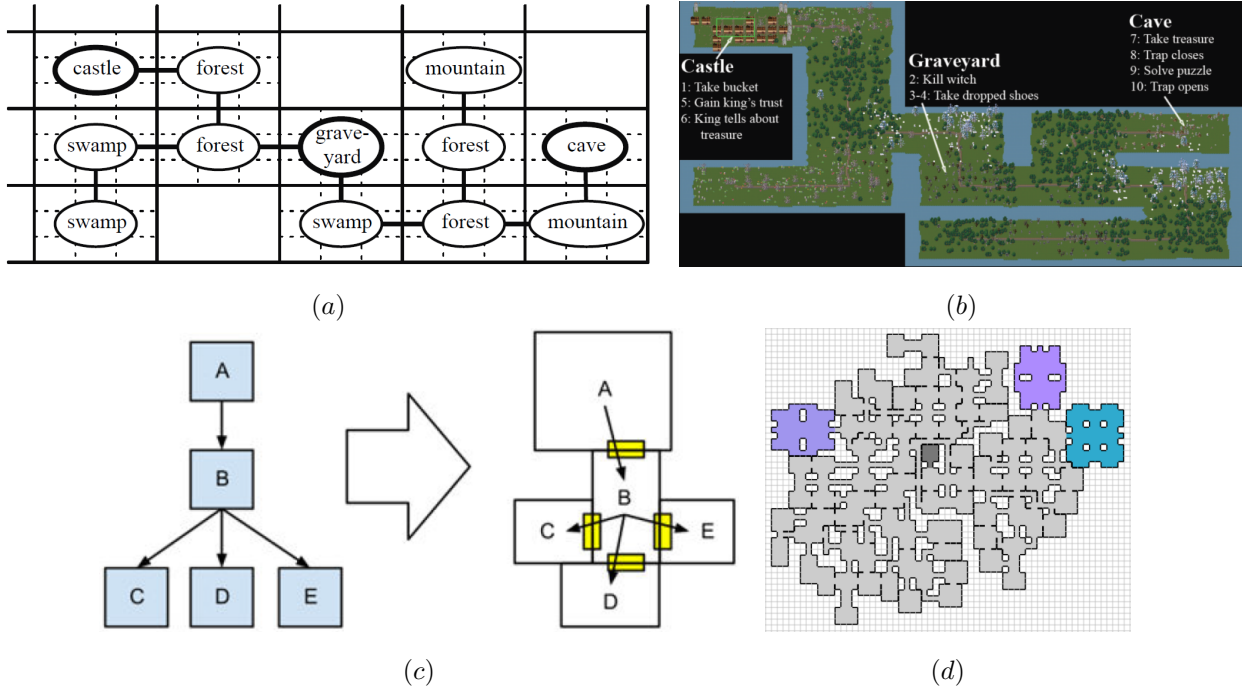 castle
forest
mountain
swamp
forest
grave-
yard
forest
cave
swamp
swamp
forest
mountain
(a)
Castle
1: Take bucket
5: Gain king's trust
6: King tells about
treasure
Graveyard
2: Kill witch
3-4: Take dropped shoes
Cave
7: Take treasure
8: Trap closes
9: Solve puzzle
10: Trap opens
(b)
A
B
C
D
E
A
B
C
E
D
(c)
(d)